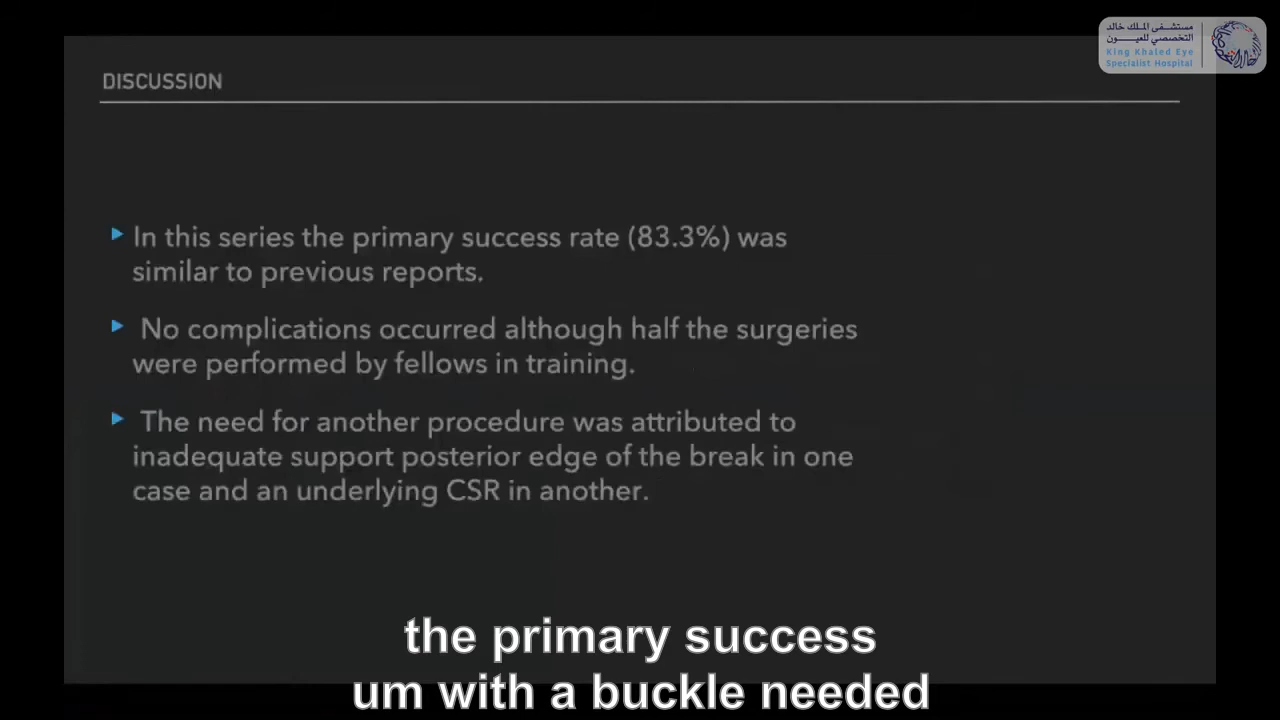 مستشفى الملك خالد
التخصصي للعيون
King Khaled Eye
Specialist Hospital
DISCUSSION
In this series the primary success rate (83.3%) was
similar to previous reports.
No complications occurred although half the surgeries
were performed by fellows in training.
The need for another procedure was attributed to
inadequate support posterior edge of the break in one
case and an underlying CSR in another.
the primary success
um with a buckle needed